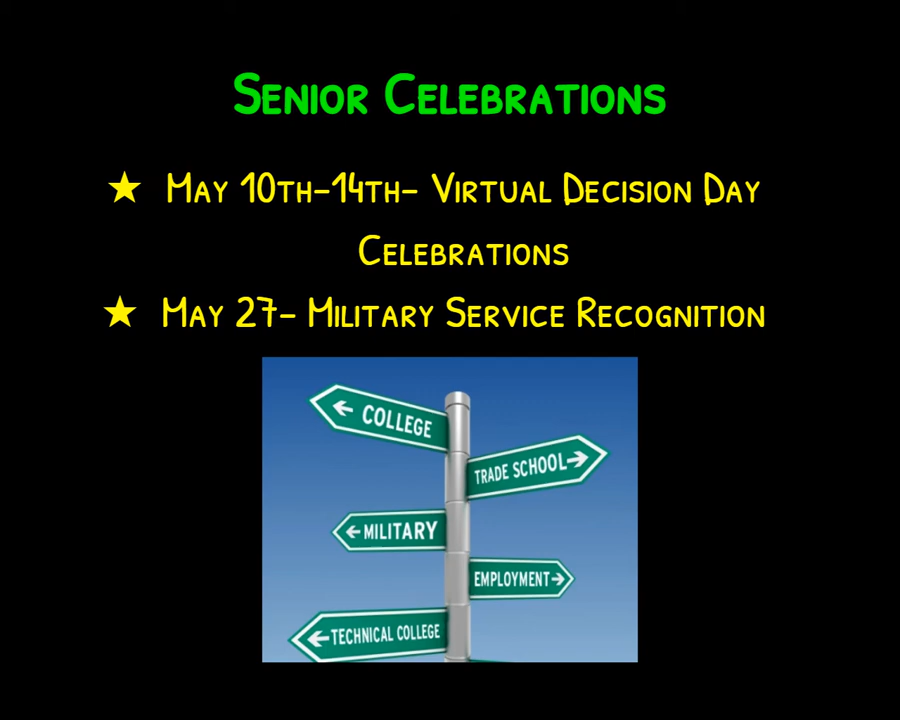 Senior Celebrations
★ May 10th-14th- Virtual Decision Day
Celebrations
★ May 27- Military Service Recognition
← COLLEGE
TRADE SCHOOL →
← MILITARY
EMPLOYMENT →
← TECHNICAL COLLEGE